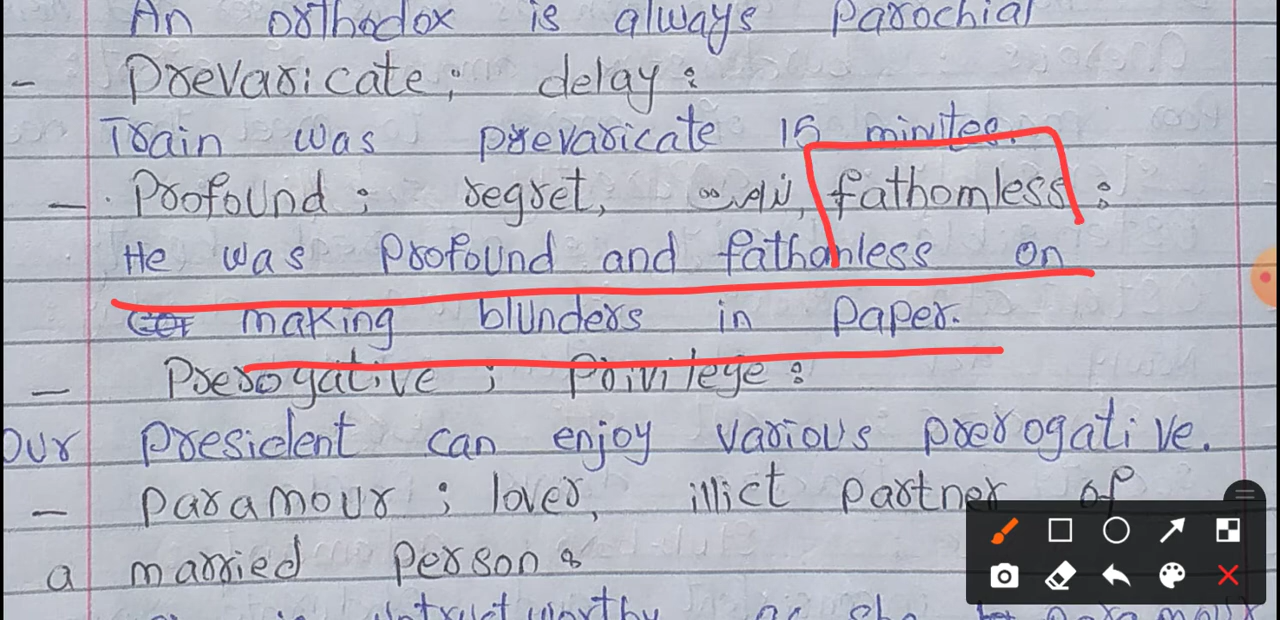 An orthodox is always Parochial
- Prevaricate; delay:
Train was prevaricate 15 minutes.
- Profound; regret, fathomless:
He was Profound and fathomless on
making blunders in Paper.
- Prerogative; Privilege:
our president can enjoy various prerogative.
- paramour; lover, illict partner of
a married person: